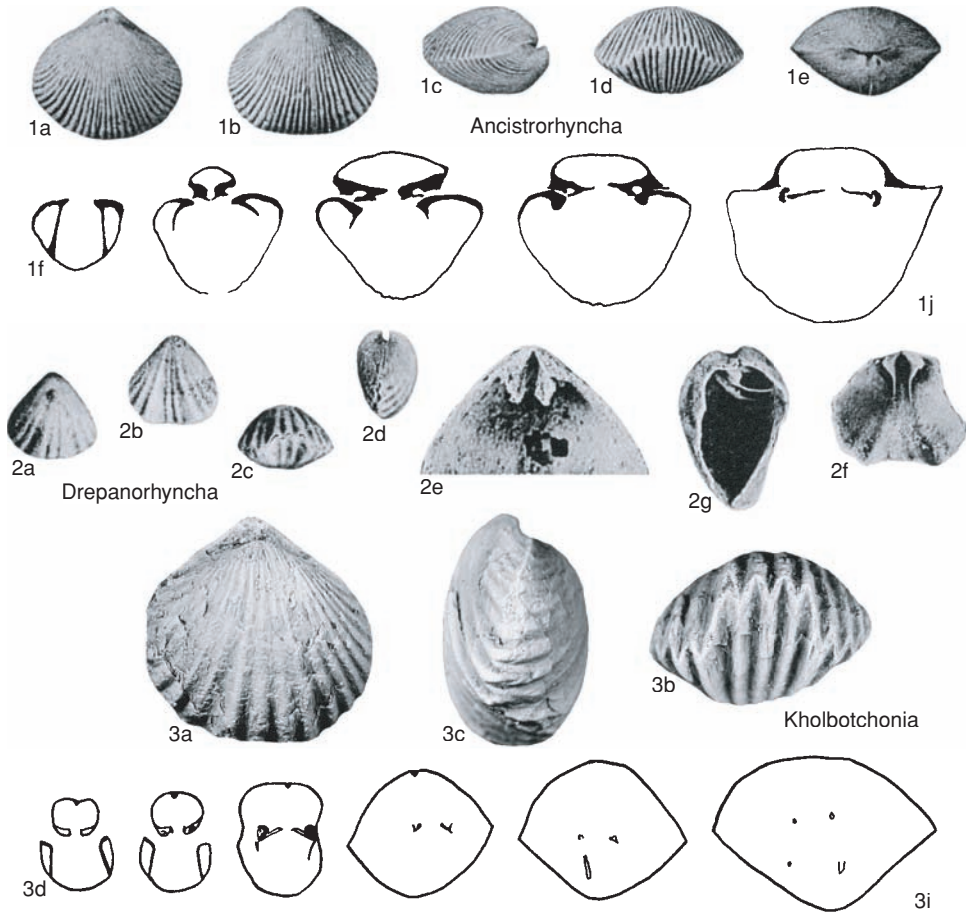 1a
1b
1c
1d
1e
Ancistrorhyncha
1f
1j
2a
2b
2c
2d
2e
2g
2f
Drepanorhyncha
3a
3c
3b
Kholbotchonia
3d
3i